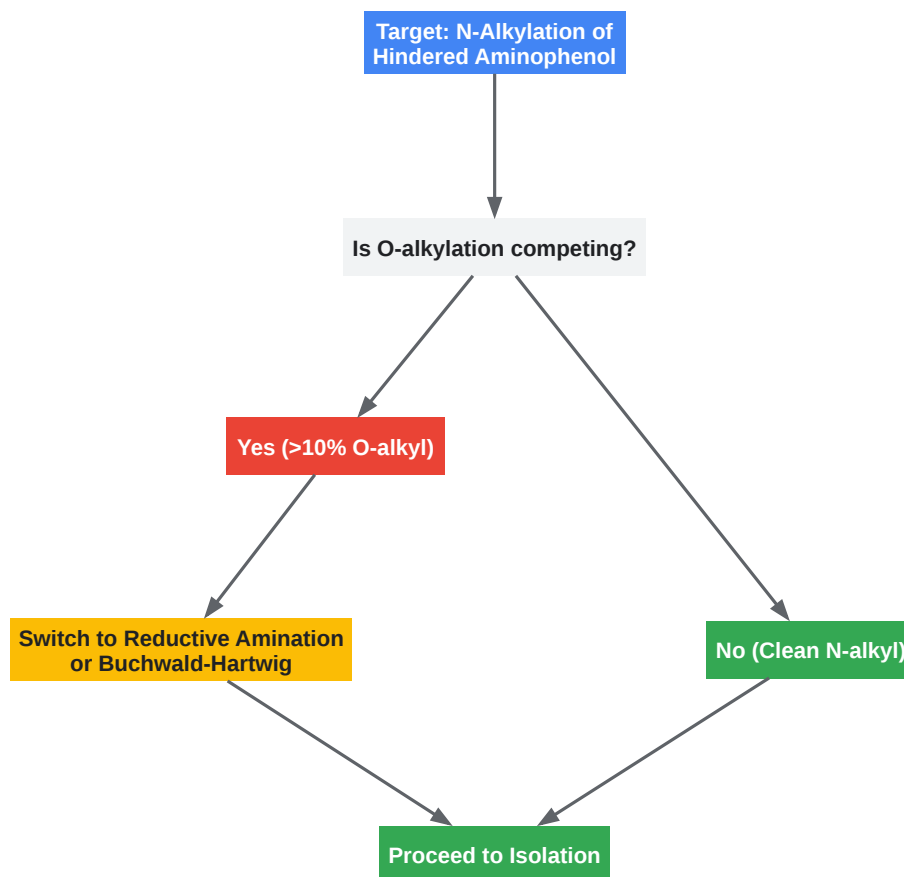 Target: N-Alkylation of
Hindered Aminophenol
Is O-alkylation competing?
Yes (>10% O-alkyl)
Switch to Reductive Amination
or Buchwald-Hartwig
No (Clean N-alkyl)
Proceed to Isolation